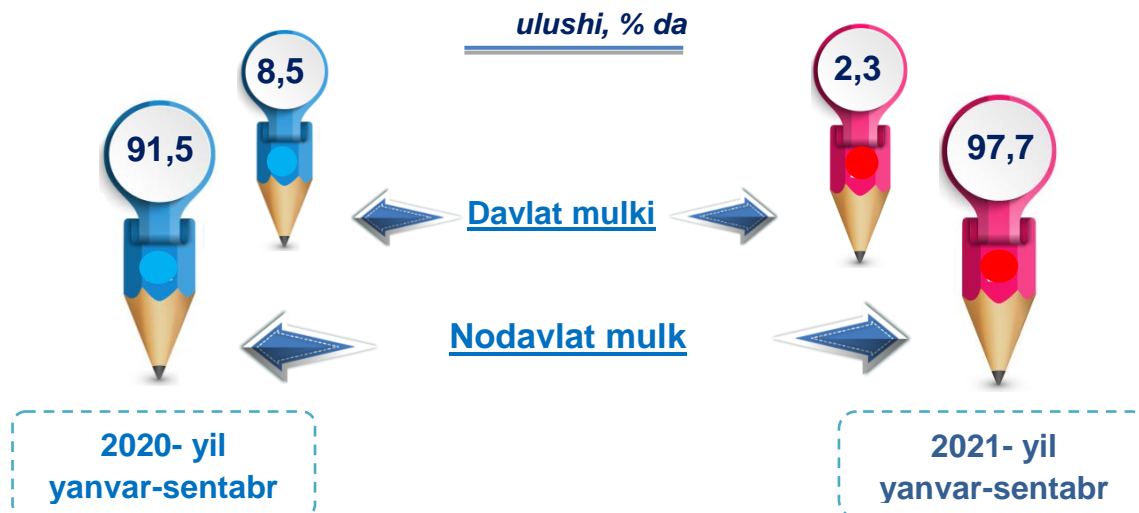 ulushi, % da
8,5
2,3
91,5
97,7
Davlat mulki
Nodavlat mulk
2020- yil
yanvar-sentabr
2021- yil
yanvar-sentabr